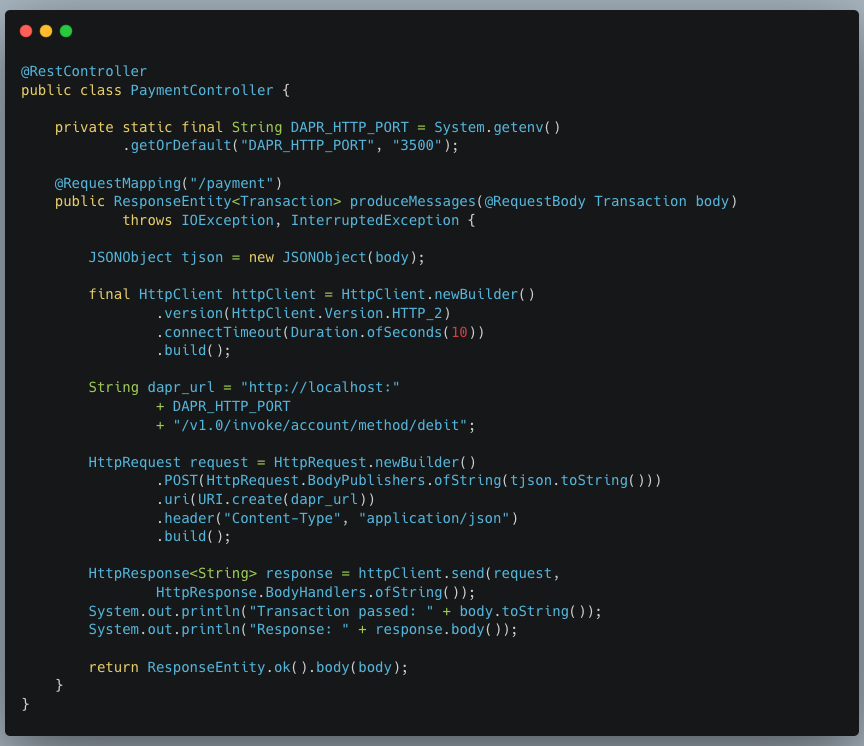 @RestController
public class PaymentController {
    private static final String DAPR_HTTP_PORT = System.getenv()
            .getOrDefault("DAPR_HTTP_PORT", "3500");
    @RequestMapping("/payment")
    public ResponseEntity<Transaction> produceMessages(@RequestBody Transaction body)
            throws IOException, InterruptedException {
        JSONObject tjson = new JSONObject(body);
        final HttpClient httpClient = HttpClient.newBuilder()
                .version(HttpClient.Version.HTTP_2)
                .connectTimeout(Duration.ofSeconds(10))
                .build();
        String dapr_url = "http://localhost:"
                + DAPR_HTTP_PORT
                + "/v1.0/invoke/account/method/debit";
        HttpRequest request = HttpRequest.newBuilder()
                .POST(HttpRequest.BodyPublishers.ofString(tjson.toString()))
                .uri(URI.create(dapr_url))
                .header("Content-Type", "application/json")
                .build();
        HttpResponse<String> response = httpClient.send(request,
                HttpResponse.BodyHandlers.ofString());
        System.out.println("Transaction passed: " + body.toString());
        System.out.println("Response: " + response.body());
        return ResponseEntity.ok().body(body);
    }
}